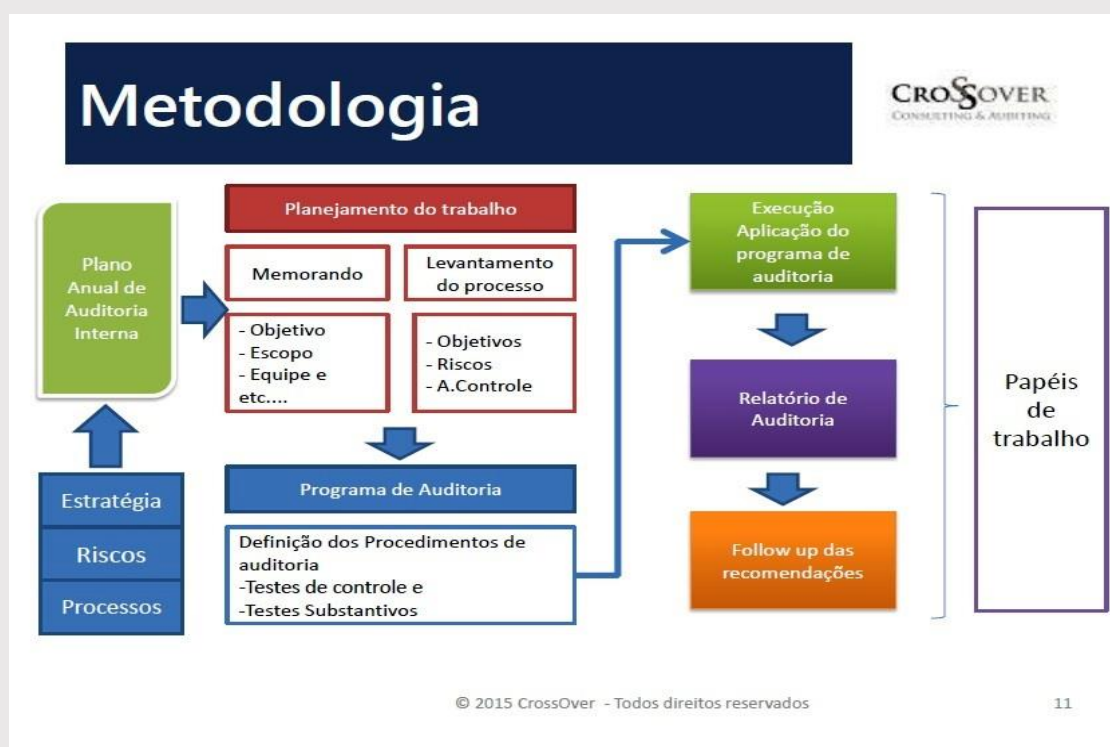 Metodologia
CROSSOVER
CONSULTING & AUDITING
Plano
Anual de
Auditoria
Interna
Estratégia
Riscos
Processos
Planejamento do trabalho
Memorando
- Objetivo
- Escopo
- Equipe e
etc....
Levantamento
do processo
- Objetivos
- Riscos
- A.Controle
Programa de Auditoria
Definição dos Procedimentos de
auditoria
-Testes de controle e
-Testes Substantivos
Execução
Aplicação do
programa de
auditoria
Relatório de
Auditoria
Follow up das
recomendações
Papéis
de
trabalho
© 2015 CrossOver - Todos direitos reservados
11